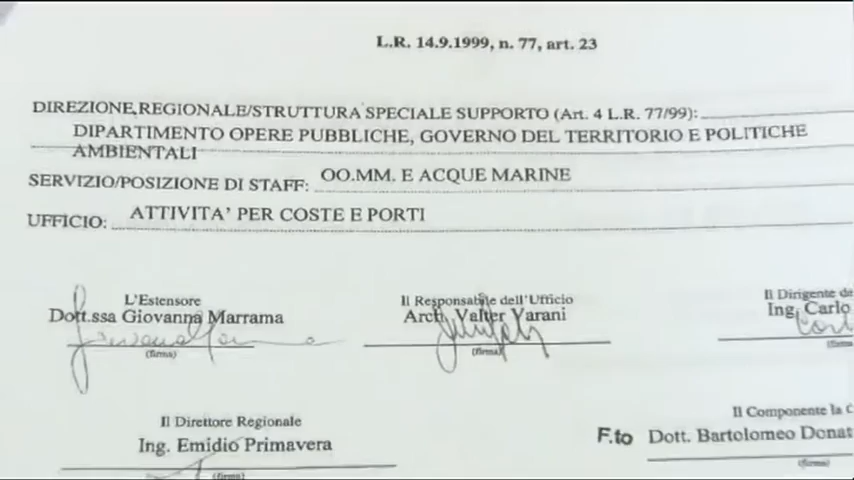 L.R. 14.9.1999, n. 77, art. 23
DIREZIONE REGIONALE/STRUTTURA SPECIALE SUPPORTO (Art. 4 L.R. 77/99):
DIPARTIMENTO OPERE PUBBLICHE, GOVERNO DEL TERRITORIO E POLITICHE
AMBIENTALI
SERVIZIO/POSIZIONE DI STAFF: OO.MM. E ACQUE MARINE
UFFICIO: ATTIVITA' PER COSTE E PORTI
L'Estensore Il Responsabile dell'Ufficio Il Dirigente de
Dott.ssa Giovanna Marrama Arch. Valter Varani Ing. Carlo
(firma) (firma) (firma)
Il Direttore Regionale Il Componente la G
Ing. Emidio Primavera F.to Dott. Bartolomeo Donat
(firma) (firma)